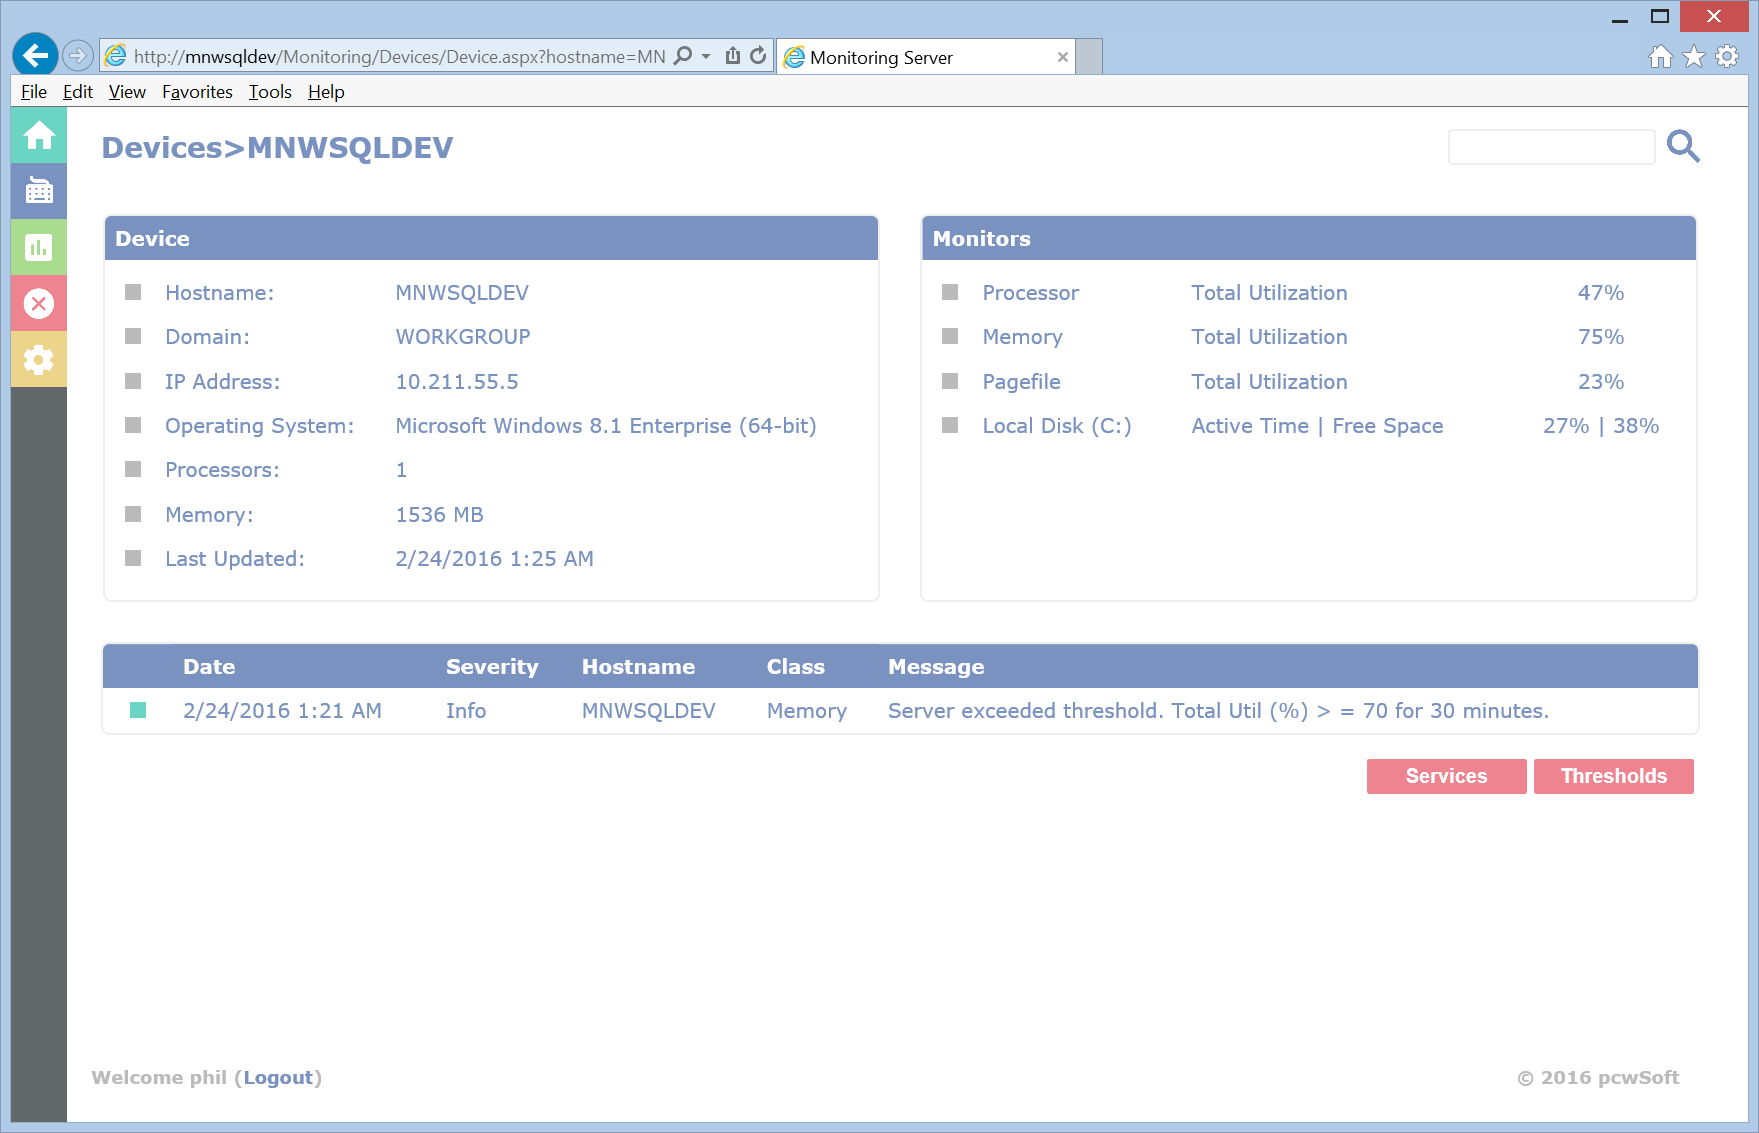 http://mnwsqldev/Monitoring/Devices/Device.aspx?hostname=MN
Monitoring Server
File Edit View Favorites Tools Help
Devices>MNWSQLDEV
Device
Hostname: MNWSQLDEV
Domain: WORKGROUP
IP Address: 10.211.55.5
Operating System: Microsoft Windows 8.1 Enterprise (64-bit)
Processors: 1
Memory: 1536 MB
Last Updated: 2/24/2016 1:25 AM
Monitors
Processor Total Utilization 47%
Memory Total Utilization 75%
Pagefile Total Utilization 23%
Local Disk (C:) Active Time | Free Space 27% | 38%
Date Severity Hostname Class Message
2/24/2016 1:21 AM Info MNWSQLDEV Memory Server exceeded threshold. Total Util (%) > = 70 for 30 minutes.
Services Thresholds
Welcome phil (Logout)
© 2016 pcwSoft